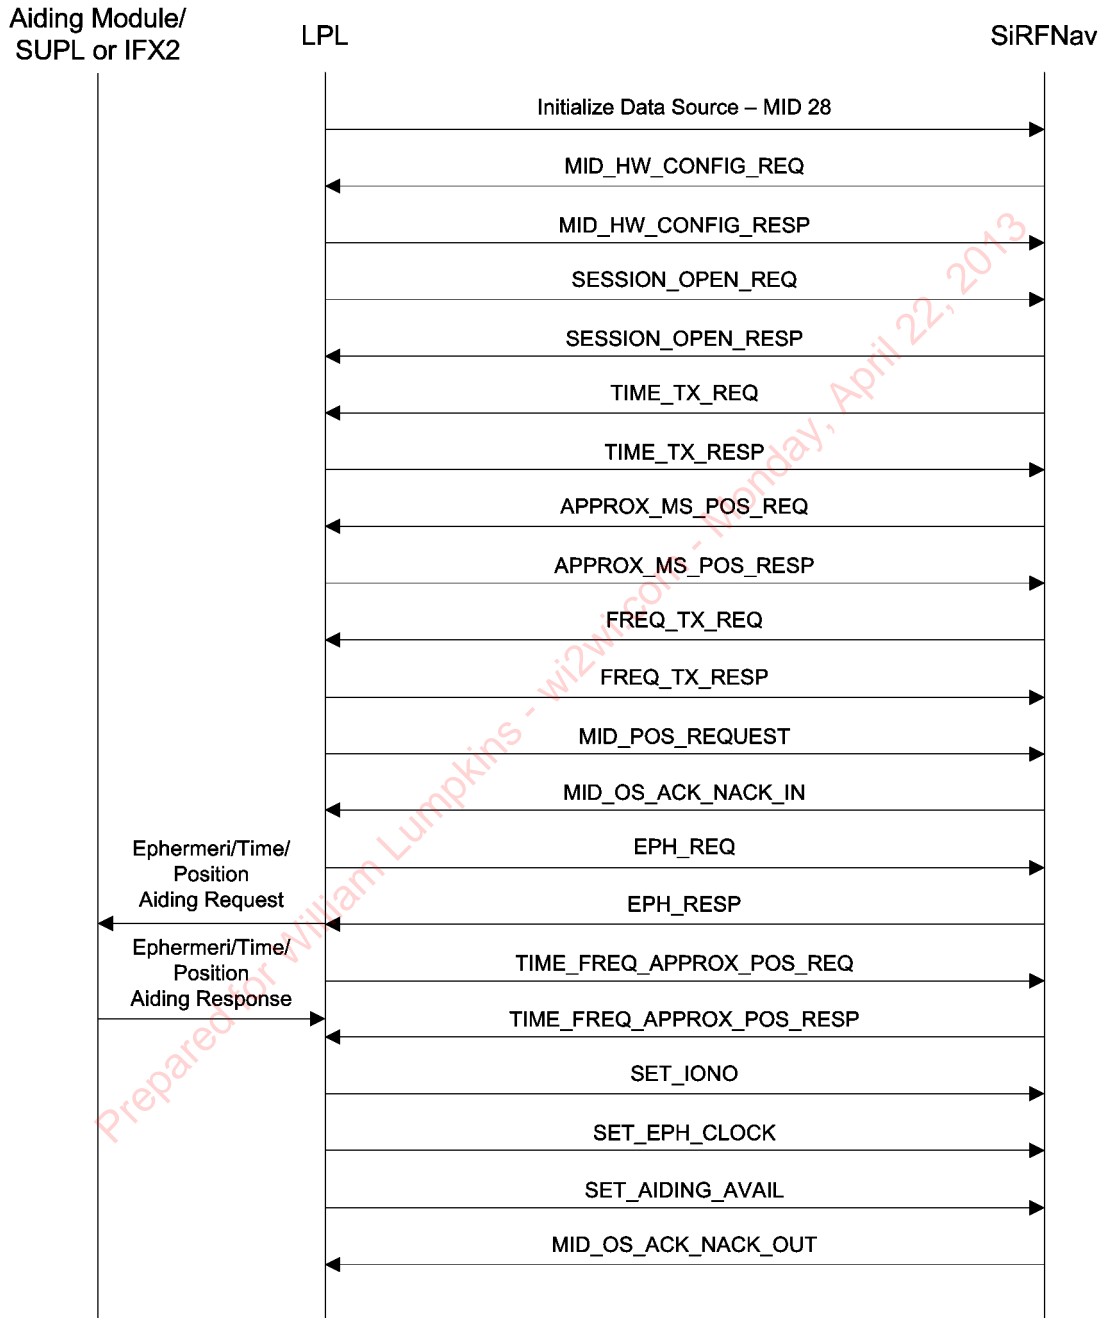 Aiding Module/
SUPL or IFX2
LPL
SiRFNav
Initialize Data Source – MID 28
MID_HW_CONFIG_REQ
MID_HW_CONFIG_RESP
SESSION_OPEN_REQ
SESSION_OPEN_RESP
TIME_TX_REQ
TIME_TX_RESP
APPROX_MS_POS_REQ
APPROX_MS_POS_RESP
FREQ_TX_REQ
FREQ_TX_RESP
MID_POS_REQUEST
MID_OS_ACK_NACK_IN
Ephermeri/Time/
Position
Aiding Request
EPH_REQ
EPH_RESP
Ephermeri/Time/
Position
Aiding Response
TIME_FREQ_APPROX_POS_REQ
TIME_FREQ_APPROX_POS_RESP
SET_IONO
SET_EPH_CLOCK
SET_AIDING_AVAIL
MID_OS_ACK_NACK_OUT
Prepared for William Lumpkins - wi2wi.com - Monday, April 22, 2013